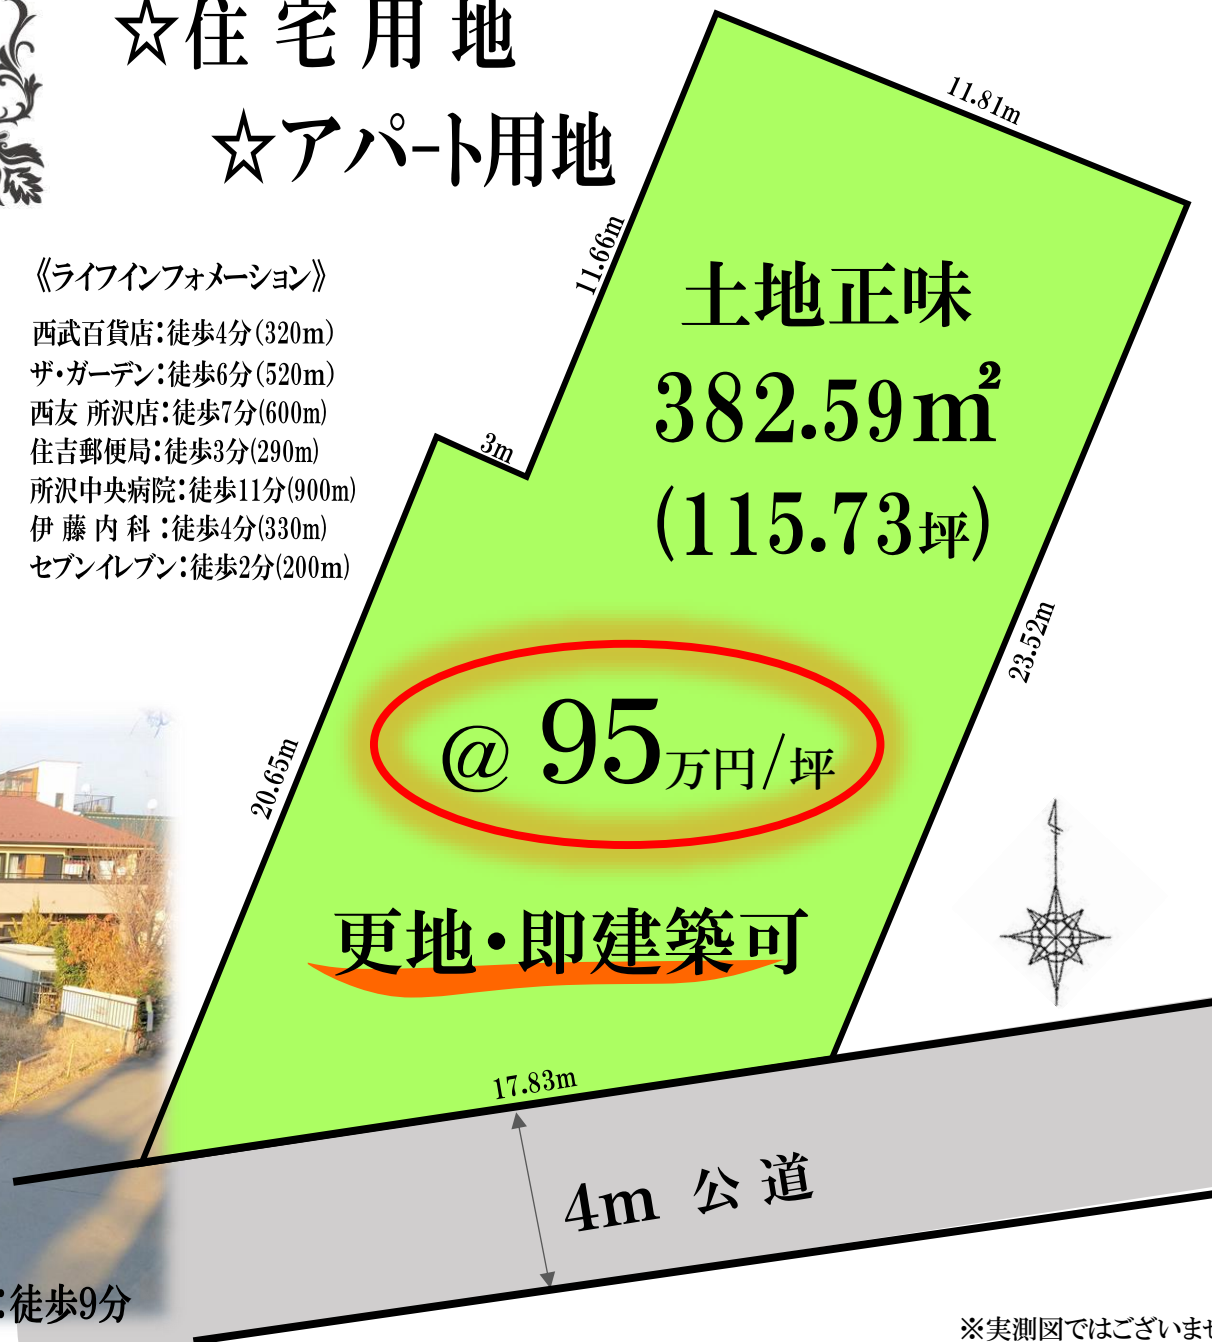 ☆住宅用地
☆アパート用地
11.81m
11.66m
《ライフインフォメーション》
西武百貨店：徒歩4分（320m）
ザ・ガーデン：徒歩6分（520m）
西友 所沢店：徒歩7分（600m）
住吉郵便局：徒歩3分（290m）
所沢中央病院：徒歩11分（900m）
伊藤内科：徒歩4分（330m）
セブンイレブン：徒歩2分（200m）
3m
土地正味
382.59㎡
(115.73坪)
23.52m
20.65m
@ 95万円/坪
更地・即建築可
17.83m
4m 公道
：徒歩9分
※実測図ではございませ